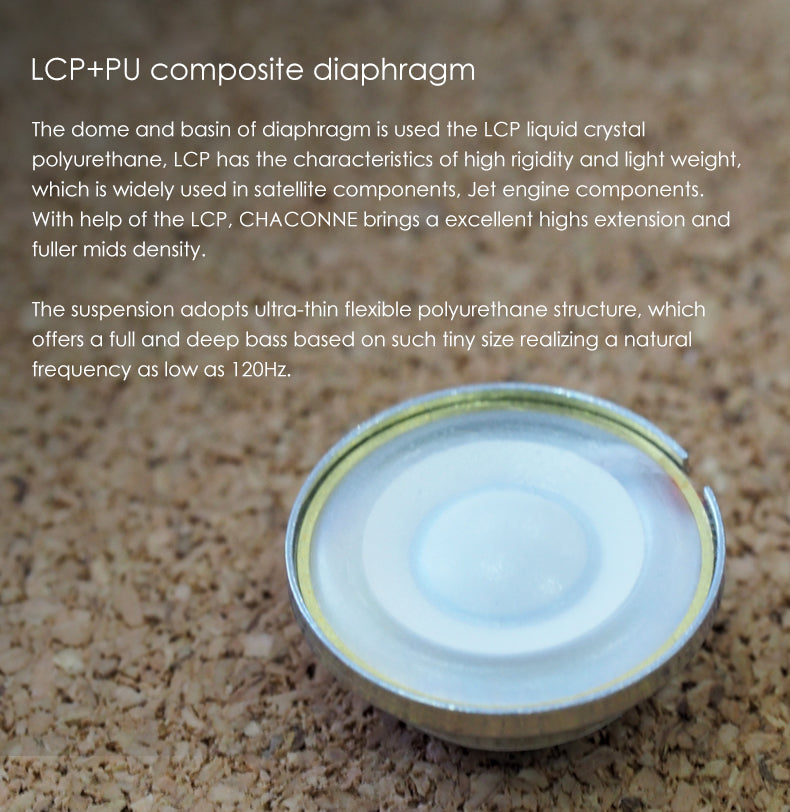 LCP+PU composite diaphragm
The dome and basin of diaphragm is used the LCP liquid crystal
polyurethane, LCP has the characteristics of high rigidity and light weight,
which is widely used in satellite components, Jet engine components.
With help of the LCP, CHACONNE brings a excellent highs extension and
fuller mids density.
The suspension adopts ultra-thin flexible polyurethane structure, which
offers a full and deep bass based on such tiny size realizing a natural
frequency as low as 120Hz.